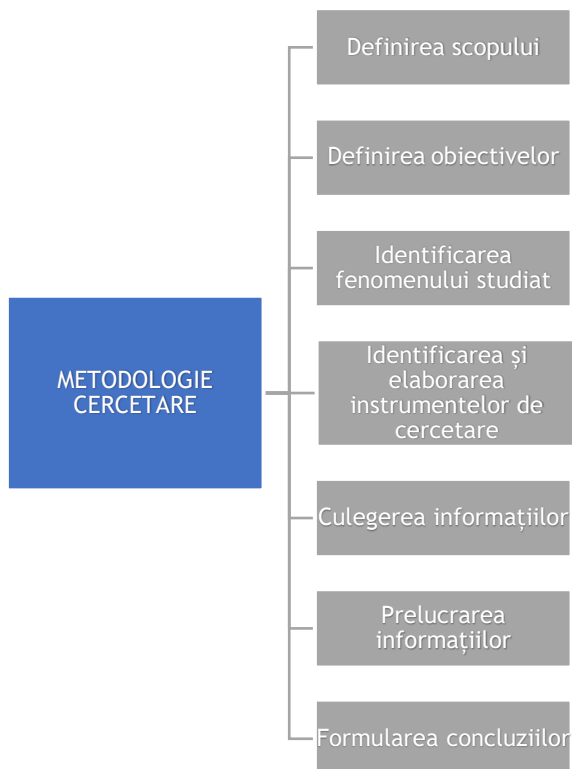 Definirea scopului
Definirea obiectivelor
Identificarea
fenomenului studiat
METODOLOGIE
CERCETARE
Identificarea și
elaborarea
instrumentelor de
cercetare
Culegerea informațiilor
Prelucrarea
informațiilor
Formularea concluziilor